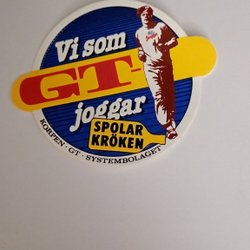 Vi som
GT
joggar
SPOLAR
KRÖKEN
KORPEN · GT · SYSTEMBOLAGET